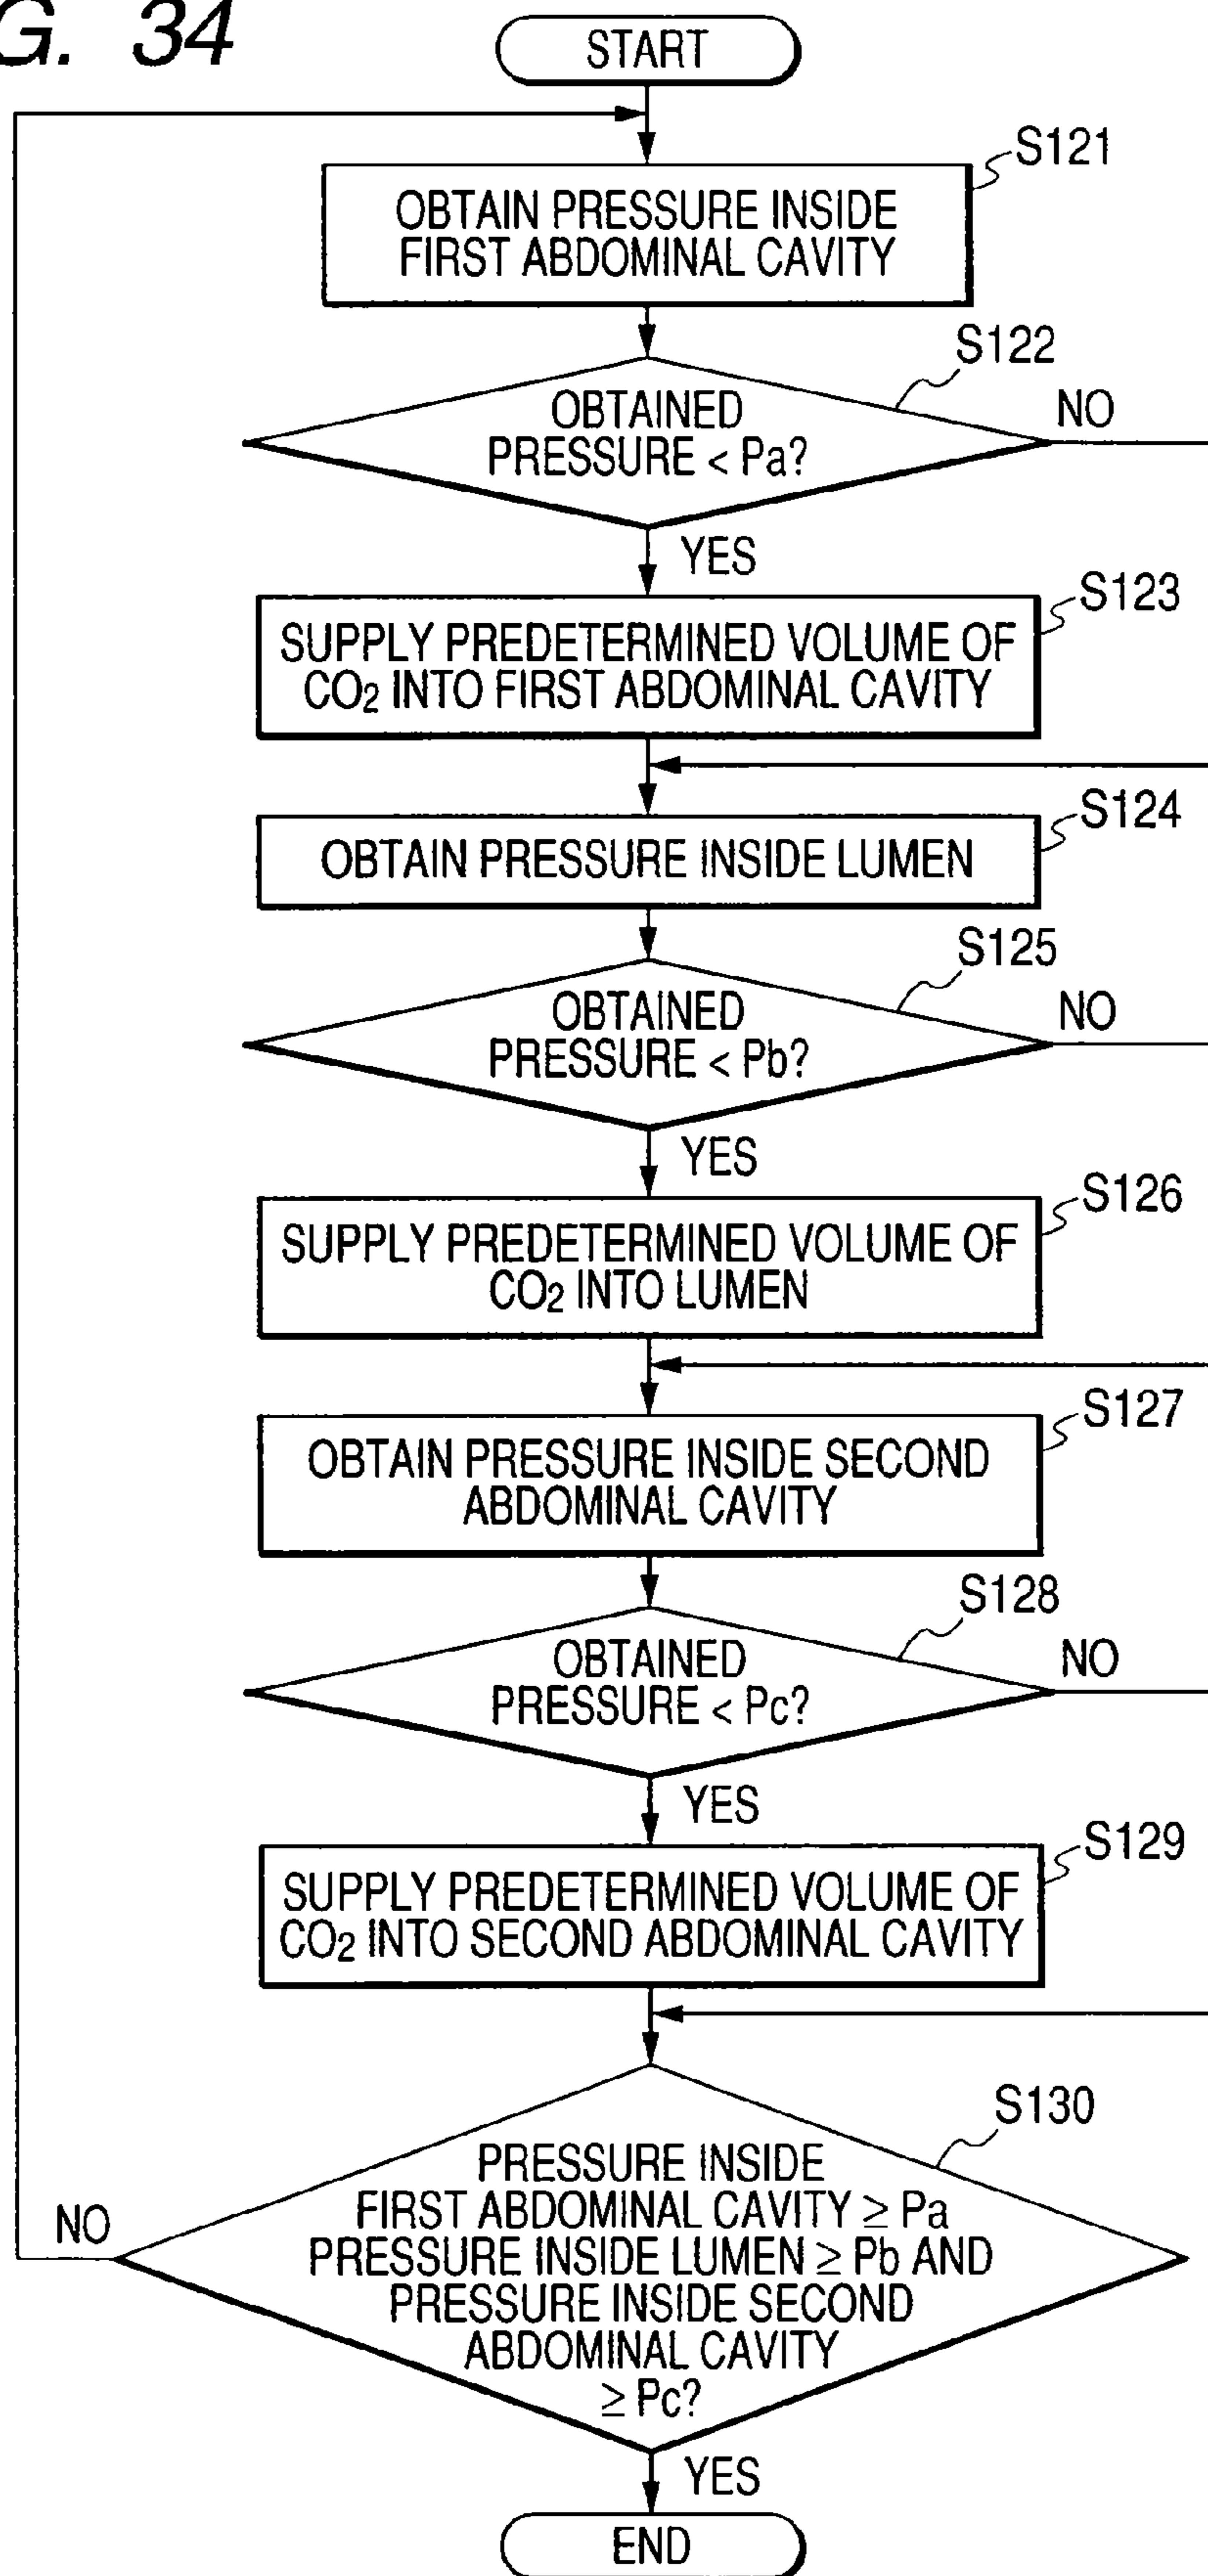 G. 34
START
S121
OBTAIN PRESSURE INSIDE
FIRST ABDOMINAL CAVITY
S122
OBTAINED
PRESSURE < Pa?
NO
YES
S123
SUPPLY PREDETERMINED VOLUME OF
CO₂ INTO FIRST ABDOMINAL CAVITY
S124
OBTAIN PRESSURE INSIDE LUMEN
S125
OBTAINED
PRESSURE < Pb?
NO
YES
S126
SUPPLY PREDETERMINED VOLUME OF
CO₂ INTO LUMEN
S127
OBTAIN PRESSURE INSIDE SECOND
ABDOMINAL CAVITY
S128
OBTAINED
PRESSURE < Pc?
NO
YES
S129
SUPPLY PREDETERMINED VOLUME OF
CO₂ INTO SECOND ABDOMINAL CAVITY
S130
PRESSURE INSIDE
FIRST ABDOMINAL CAVITY ≥ Pa
PRESSURE INSIDE LUMEN ≥ Pb AND
PRESSURE INSIDE SECOND
ABDOMINAL CAVITY
≥ Pc?
NO
YES
END